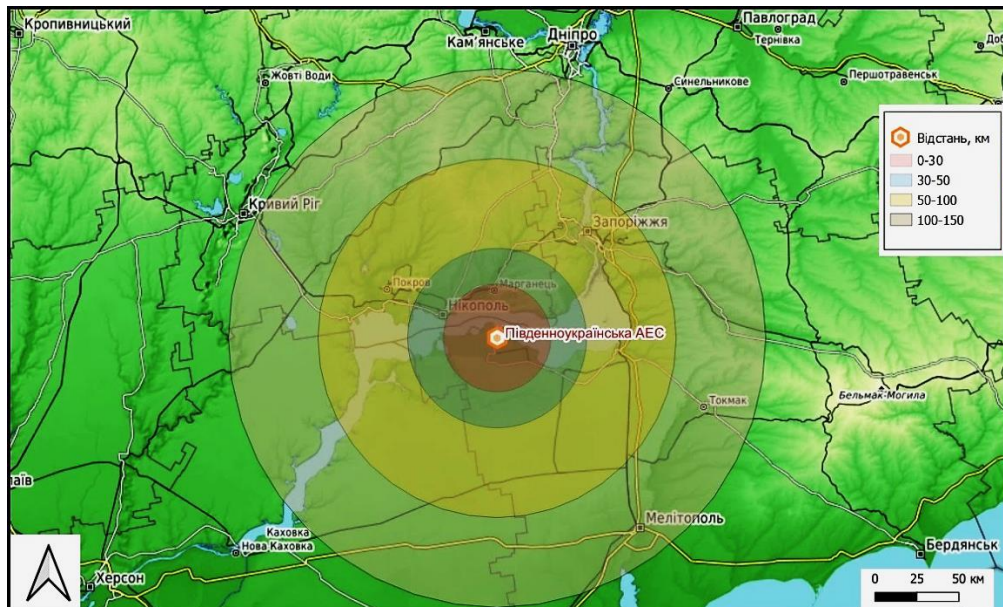 Кропивницький
Кам'янське
Дніпро
Павлоград
Тернівка
Доб
Жовті Води
Синельникове
Першотравенськ
Відстань, км
0-30
30-50
50-100
100-150
Кривий Ріг
Запоріжжя
Покров
Марганець
Нікополь
Південноукраїнська АЕС
Токмак
Бельмак-Могила
лаїв
Мелітополь
Каховка
Нова Каховка
Бердянськ
Херсон
0 25 50 км